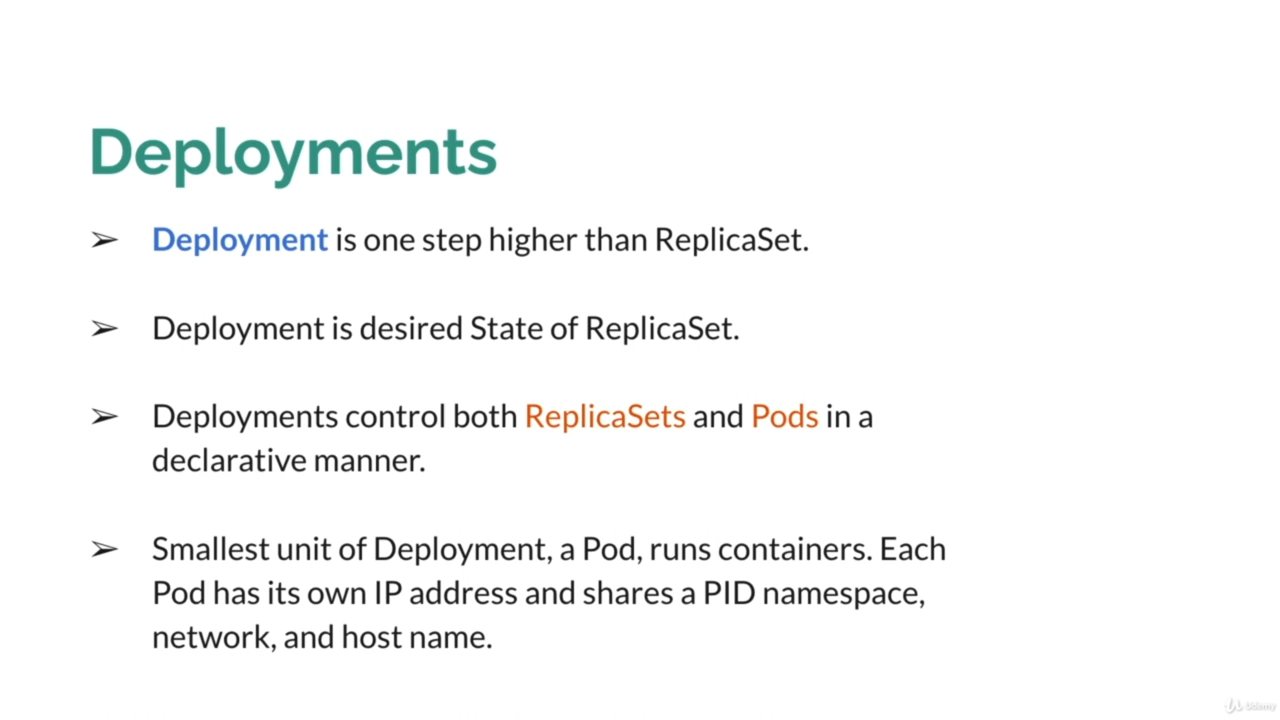 Deployments
➢ Deployment is one step higher than ReplicaSet.
➢ Deployment is desired State of ReplicaSet.
➢ Deployments control both ReplicaSets and Pods in a
declarative manner.
➢ Smallest unit of Deployment, a Pod, runs containers. Each
Pod has its own IP address and shares a PID namespace,
network, and host name.
Udemy